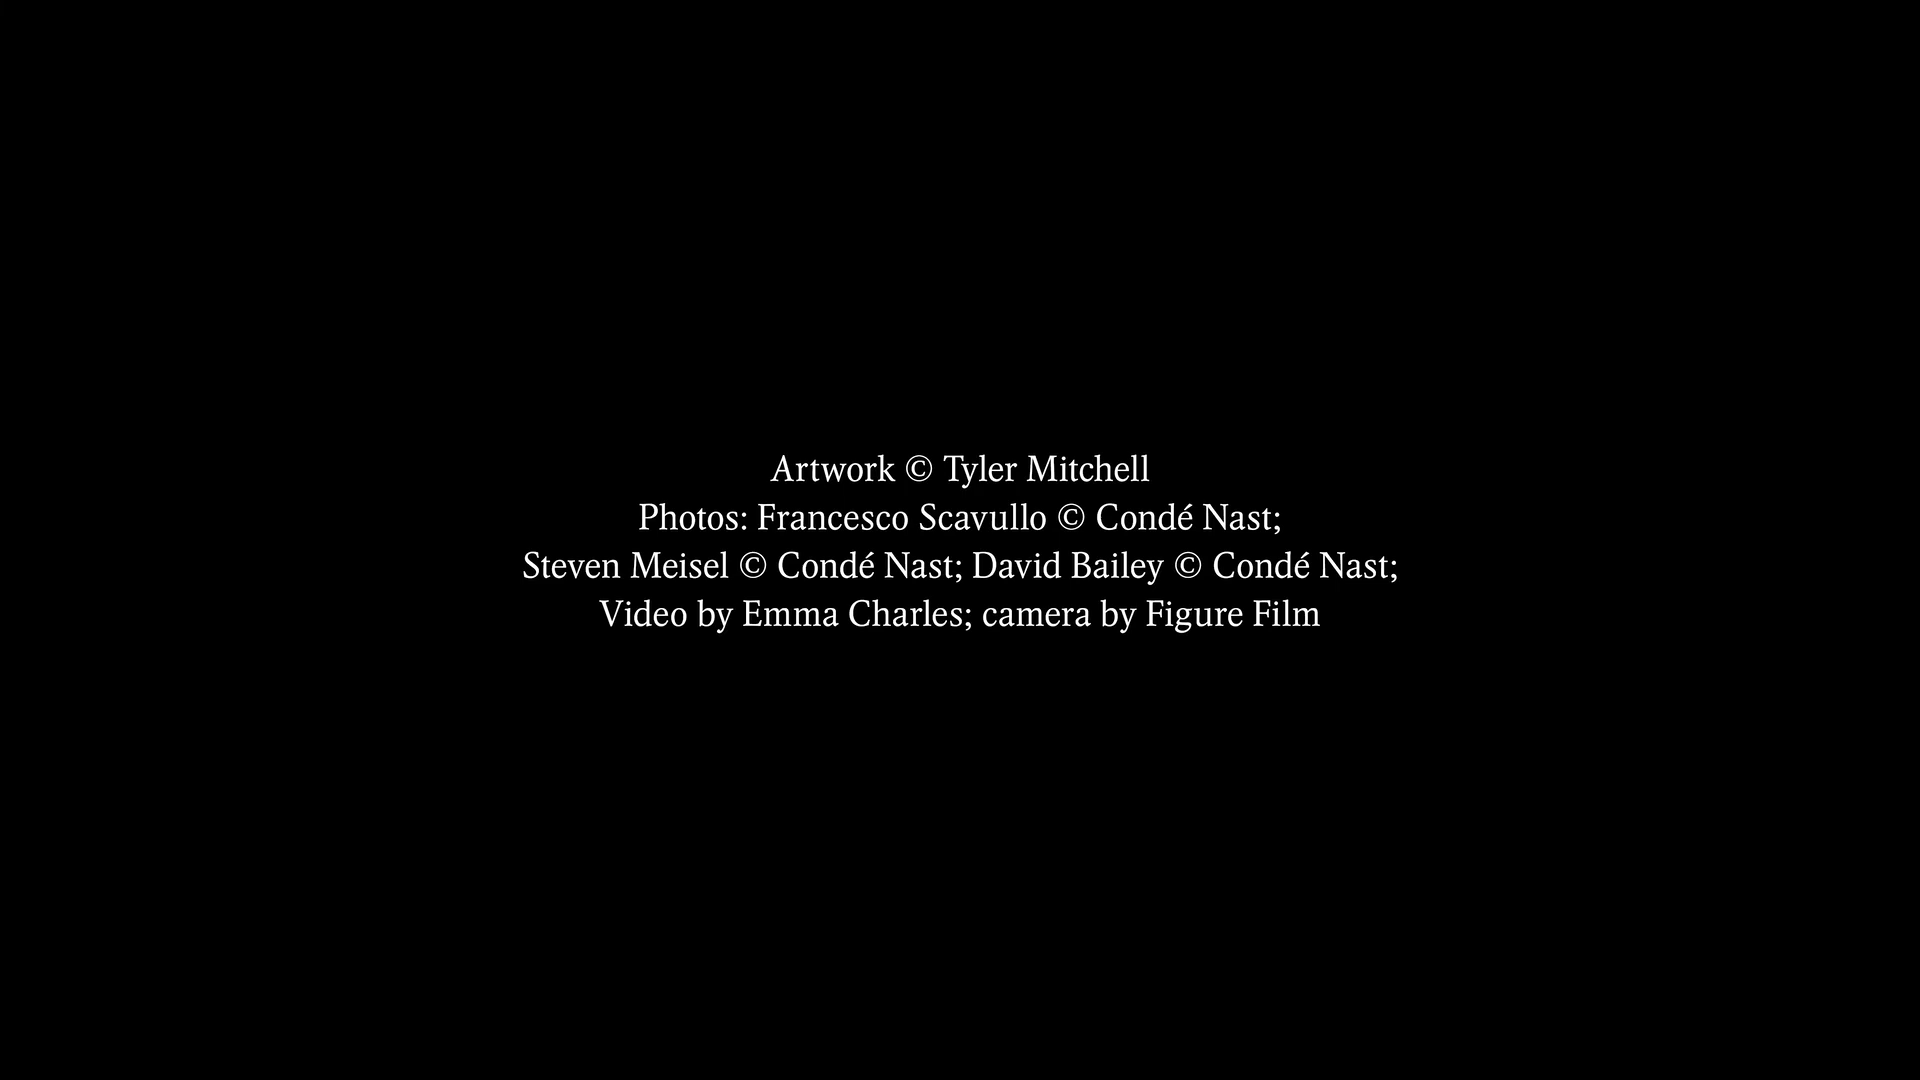 Artwork © Tyler Mitchell
Photos: Francesco Scavullo © Condé Nast;
Steven Meisel © Condé Nast; David Bailey © Condé Nast;
Video by Emma Charles; camera by Figure Film